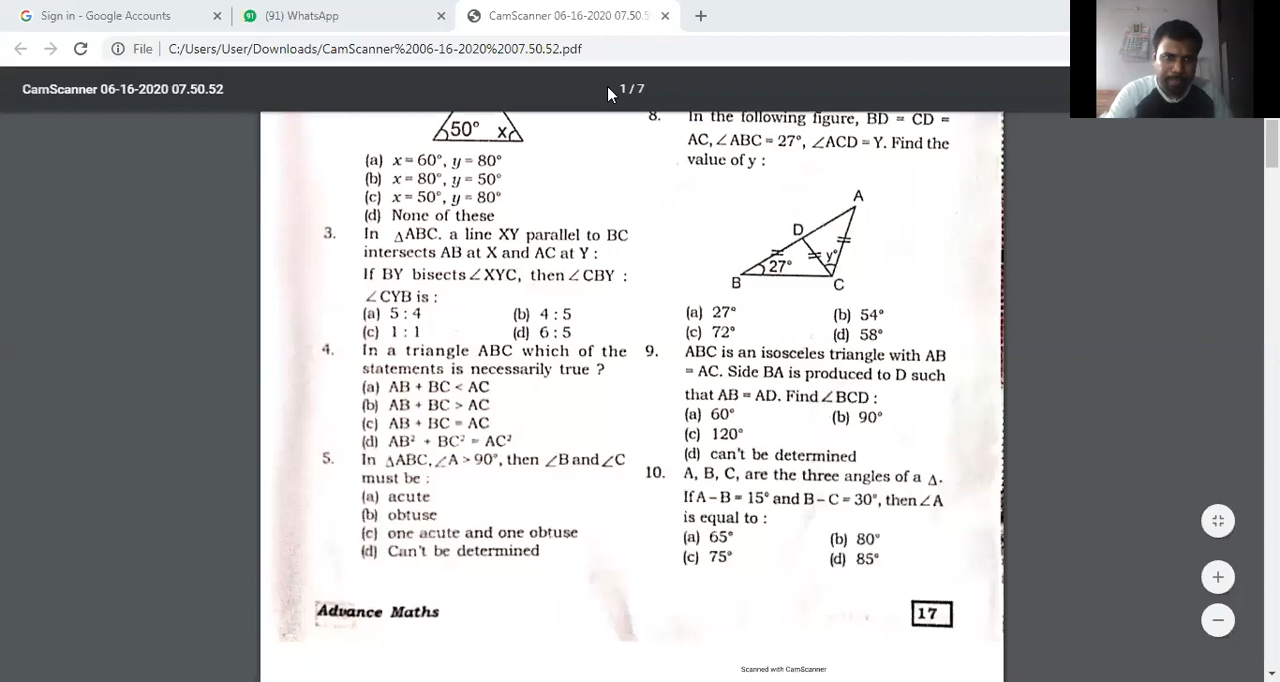 Sign in - Google Accounts
(91) WhatsApp
CamScanner 06-16-2020 07.50.5
File
C:/Users/User/Downloads/CamScanner%2006-16-2020%2007.50.52.pdf
CamScanner 06-16-2020 07.50.52
1 / 7
50° x
(a) x = 60°, y = 80°
(b) x = 80°, y = 50°
(c) x = 50°, y = 80°
(d) None of these
3. In △ABC. a line XY parallel to BC
intersects AB at X and AC at Y :
If BY bisects ∠XYC, then ∠CBY :
∠CYB is :
(a) 5 : 4 (b) 4 : 5
(c) 1 : 1 (d) 6 : 5
4. In a triangle ABC which of the
statements is necessarily true ?
(a) AB + BC < AC
(b) AB + BC > AC
(c) AB + BC = AC
(d) AB² + BC² = AC²
5. In △ABC, ∠A > 90°, then ∠B and ∠C
must be :
(a) acute
(b) obtuse
(c) one acute and one obtuse
(d) Can't be determined
8. In the following figure, BD = CD =
AC, ∠ABC = 27°, ∠ACD = Y. Find the
value of y :
A
D
27°
y°
B
C
(a) 27° (b) 54°
(c) 72° (d) 58°
9. ABC is an isosceles triangle with AB
= AC. Side BA is produced to D such
that AB = AD. Find ∠BCD :
(a) 60° (b) 90°
(c) 120°
(d) can't be determined
10. A, B, C, are the three angles of a △.
If A – B = 15° and B – C = 30°, then ∠A
is equal to :
(a) 65° (b) 80°
(c) 75° (d) 85°
Advance Maths
17
Scanned with CamScanner